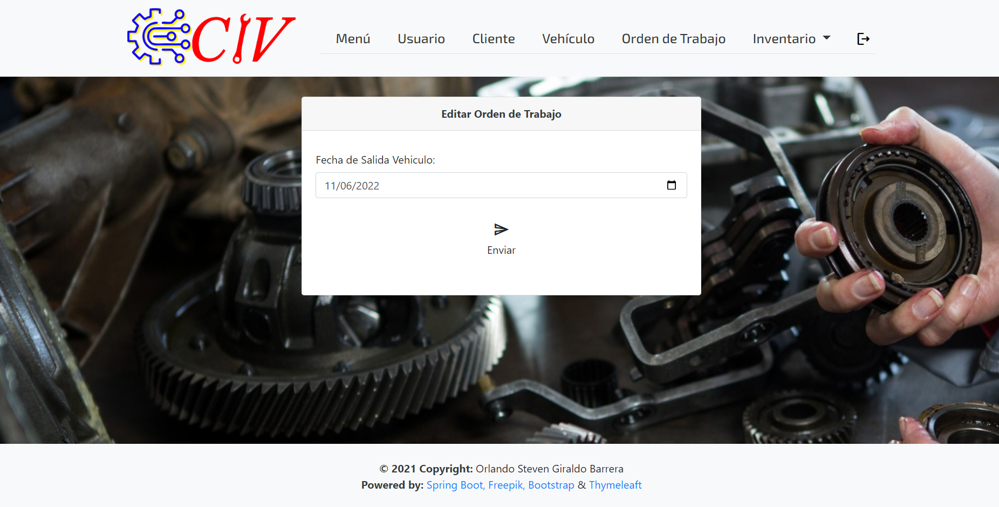 CIV
Menú Usuario Cliente Vehículo Orden de Trabajo Inventario
Editar Orden de Trabajo
Fecha de Salida Vehiculo:
11/06/2022
Enviar
© 2021 Copyright: Orlando Steven Giraldo Barrera
Powered by: Spring Boot, Freepik, Bootstrap & Thymeleaft